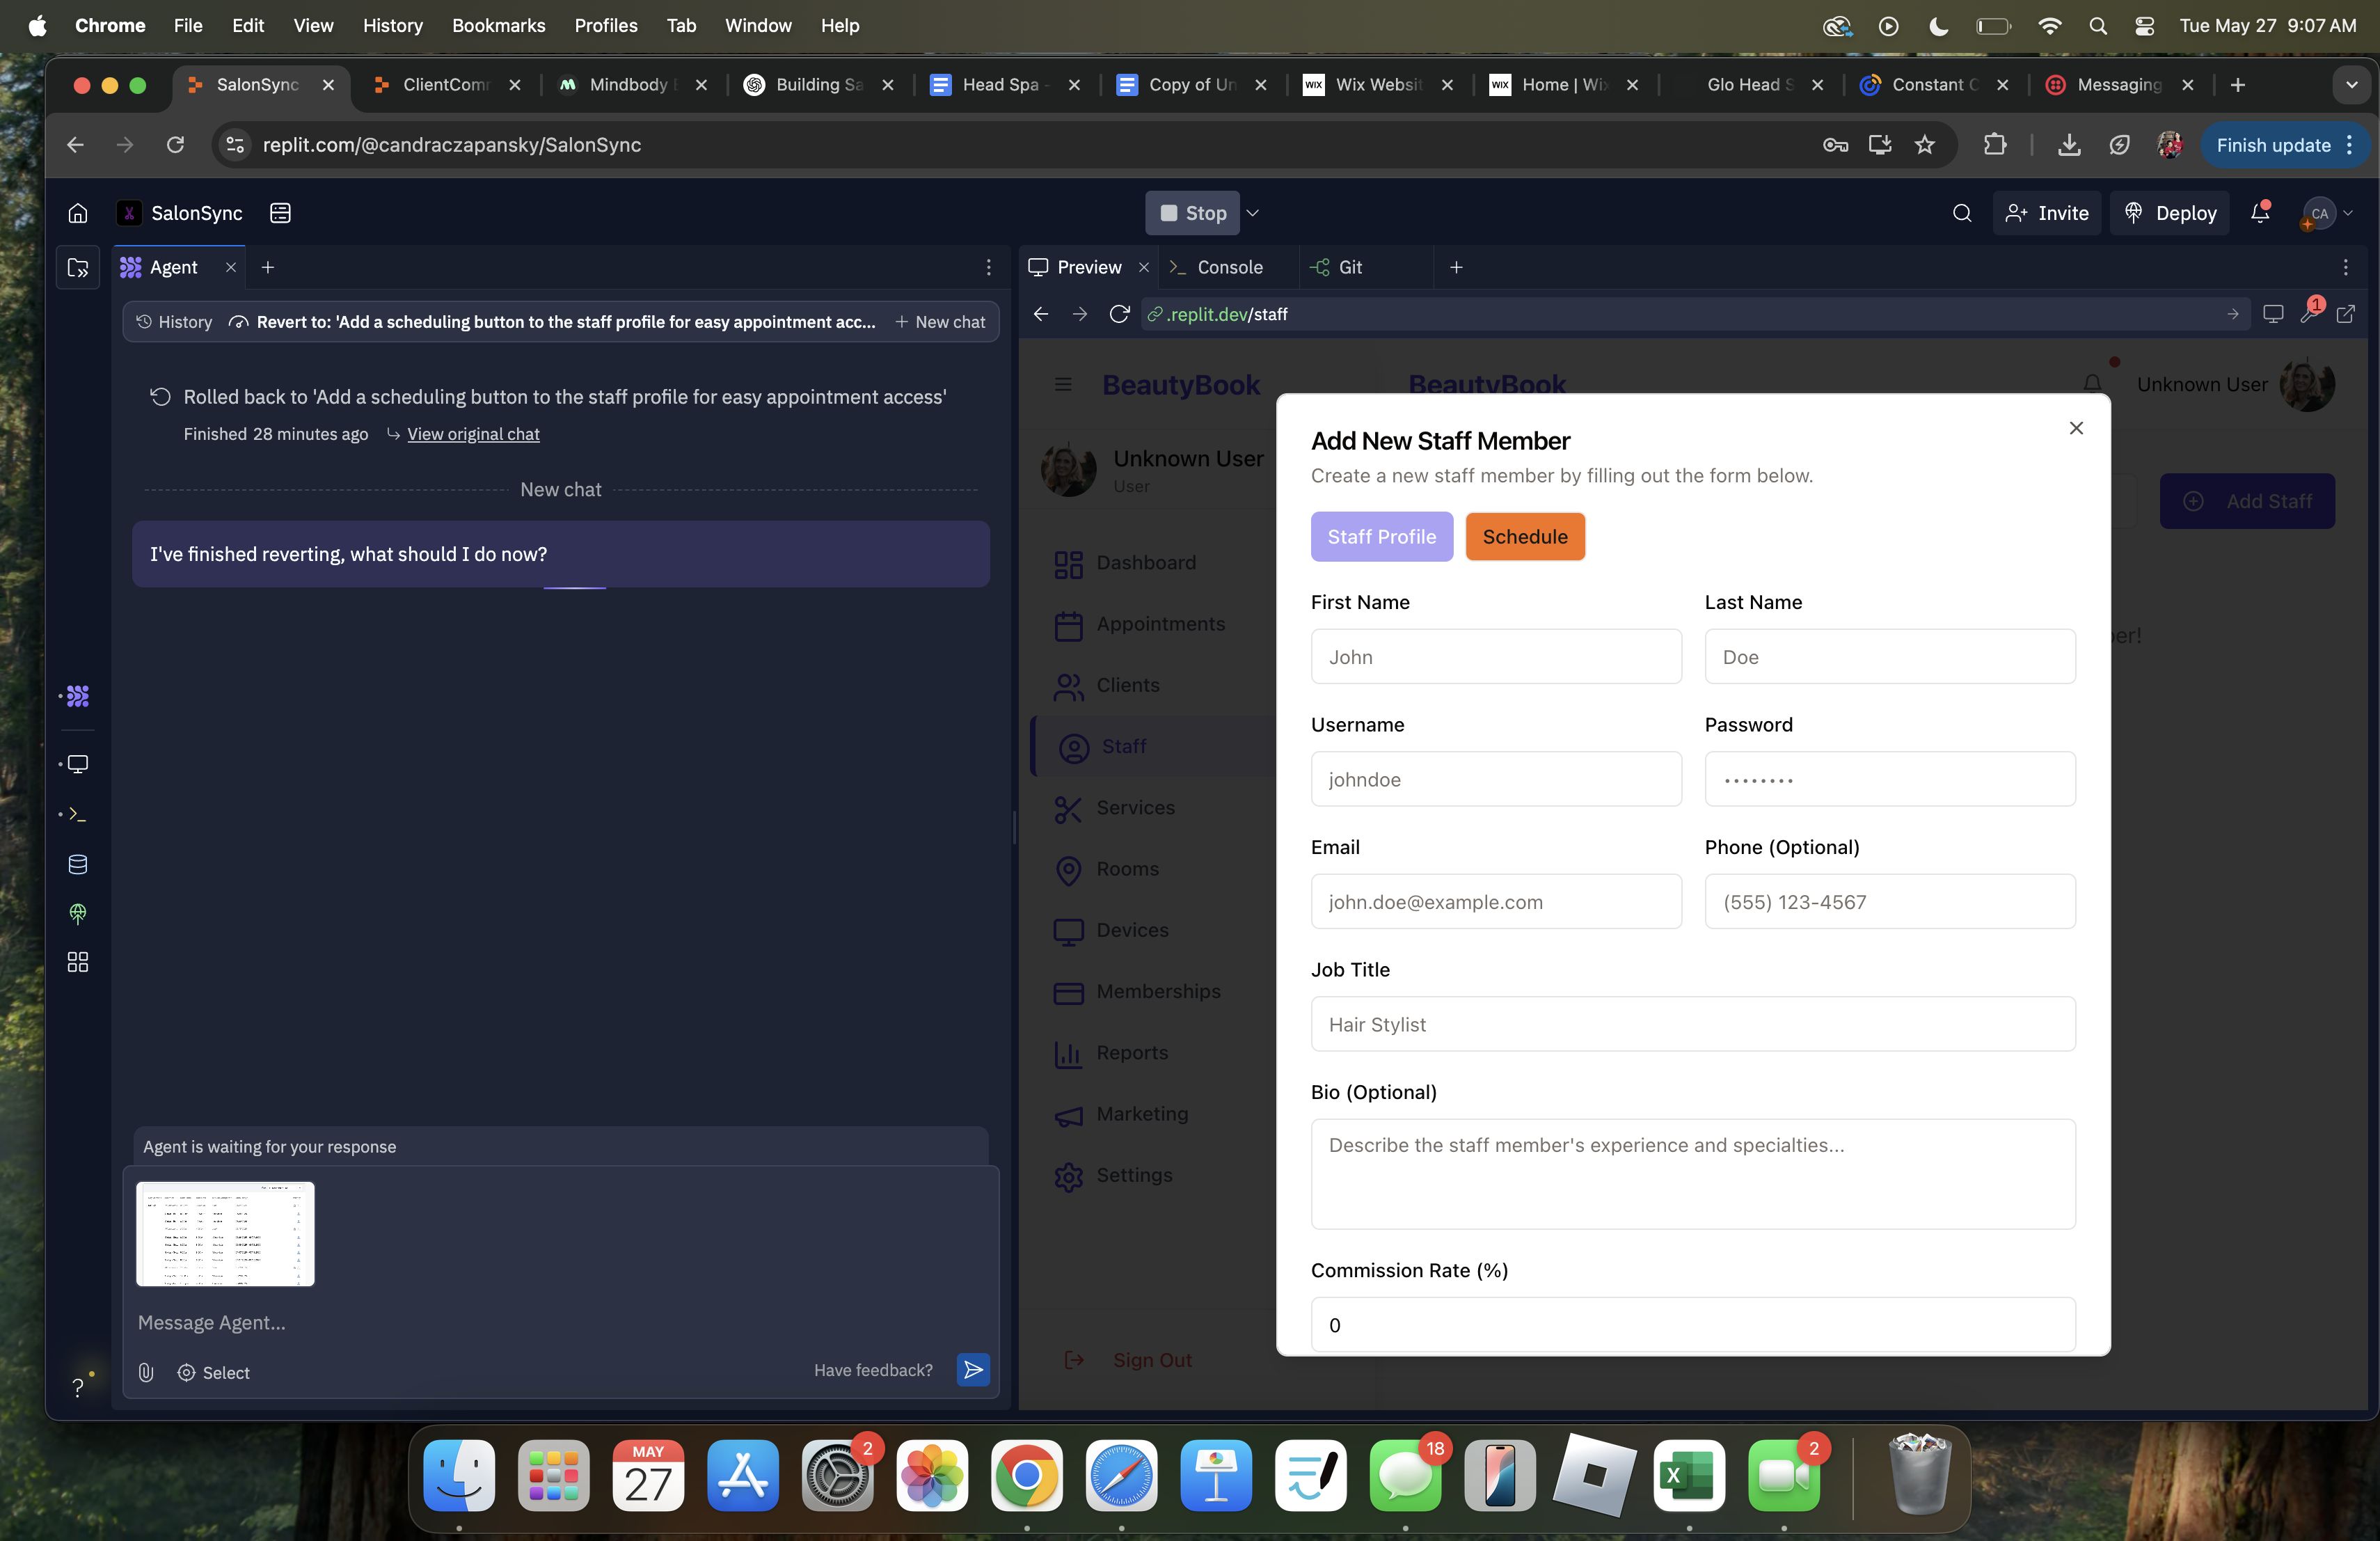 Chrome File Edit View History Bookmarks Profiles Tab Window Help Tue May 27 9:07 AM
SalonSync ClientComm Mindbody Building Sa Head Spa - Copy of Un Wix Websit Home | Wix Glo Head S Constant C Messaging
replit.com/@candraczapansky/SalonSync Finish update
SalonSync Stop Invite Deploy CA
Agent Preview Console Git
History Revert to: 'Add a scheduling button to the staff profile for easy appointment acc... New chat
.replit.dev/staff 1
Rolled back to 'Add a scheduling button to the staff profile for easy appointment access'
Finished 28 minutes ago View original chat
New chat
I've finished reverting, what should I do now?
Agent is waiting for your response
Message Agent...
Select Have feedback?
?
BeautyBook BeautyBook Unknown User
Unknown User
User
Add Staff
ber!
Dashboard
Appointments
Clients
Staff
Services
Rooms
Devices
Memberships
Reports
Marketing
Settings
Sign Out
Add New Staff Member
Create a new staff member by filling out the form below.
Staff Profile Schedule
First Name Last Name
John Doe
Username Password
johndoe ••••••••
Email Phone (Optional)
john.doe@example.com (555) 123-4567
Job Title
Hair Stylist
Bio (Optional)
Describe the staff member's experience and specialties...
Commission Rate (%)
0
MAY
27
2
18
X
2